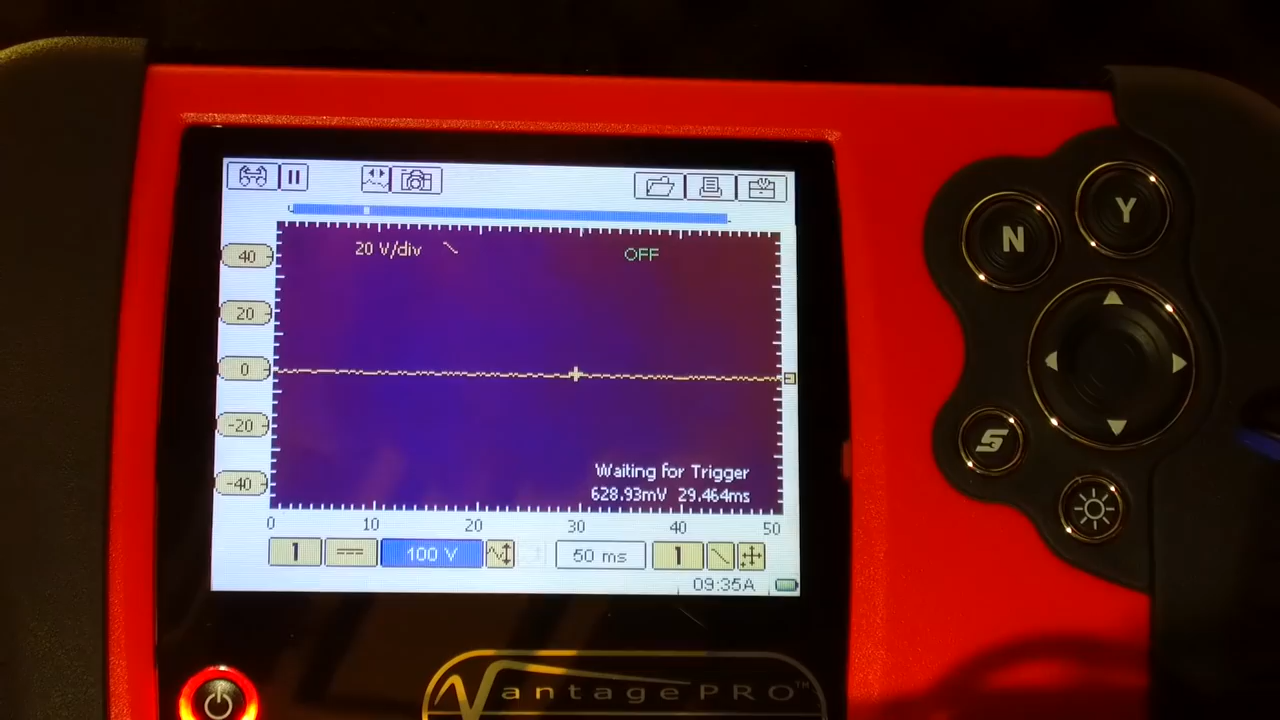 20 V/div
OFF
40
20
0
-20
-40
Waiting for Trigger
628.93mV 29.464ms
0 10 20 30 40 50
1 100 V 50 ms 1
09:35A
N
Y
S
VantagePRO™